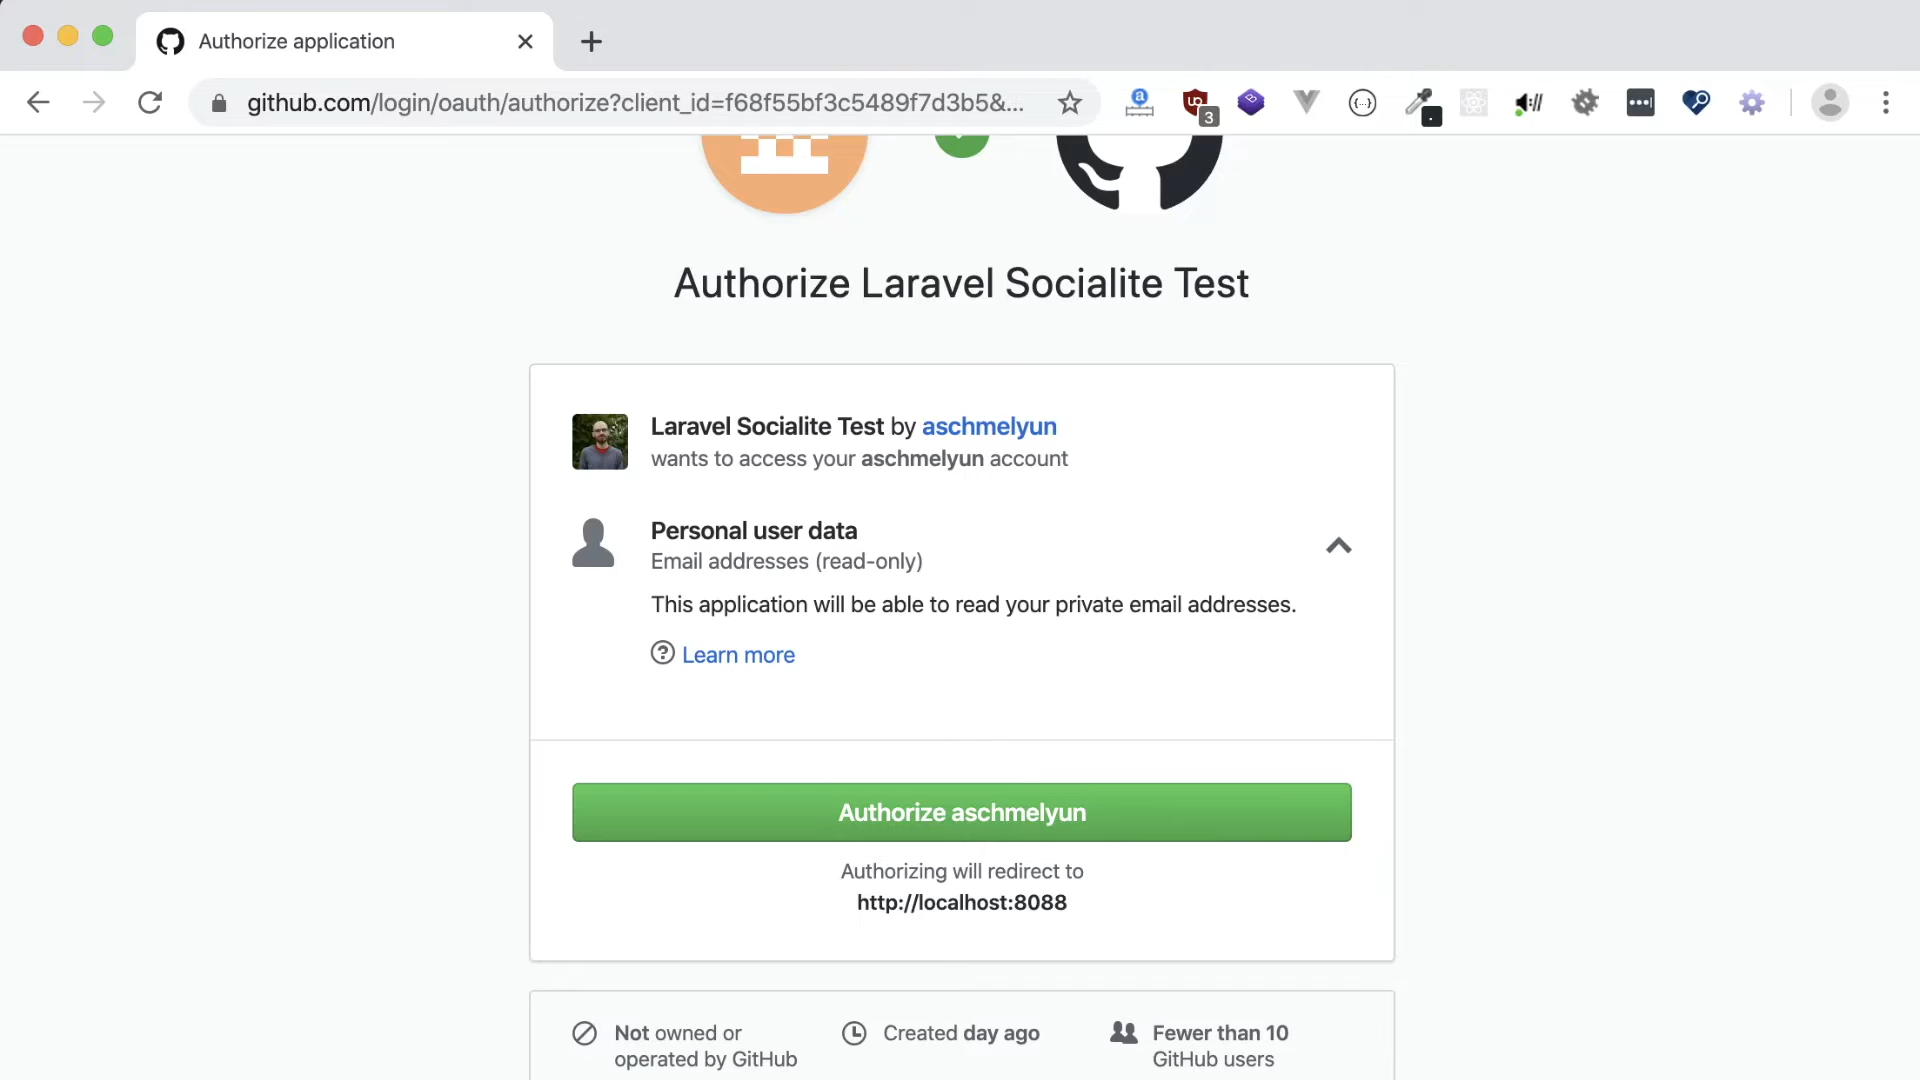 Authorize application
github.com/login/oauth/authorize?client_id=f68f55bf3c5489f7d3b5&...
3
Authorize Laravel Socialite Test
Laravel Socialite Test by aschmelyun
wants to access your aschmelyun account
Personal user data
Email addresses (read-only)
This application will be able to read your private email addresses.
Learn more
Authorize aschmelyun
Authorizing will redirect to
http://localhost:8088
Not owned or
operated by GitHub
Created day ago
Fewer than 10
GitHub users